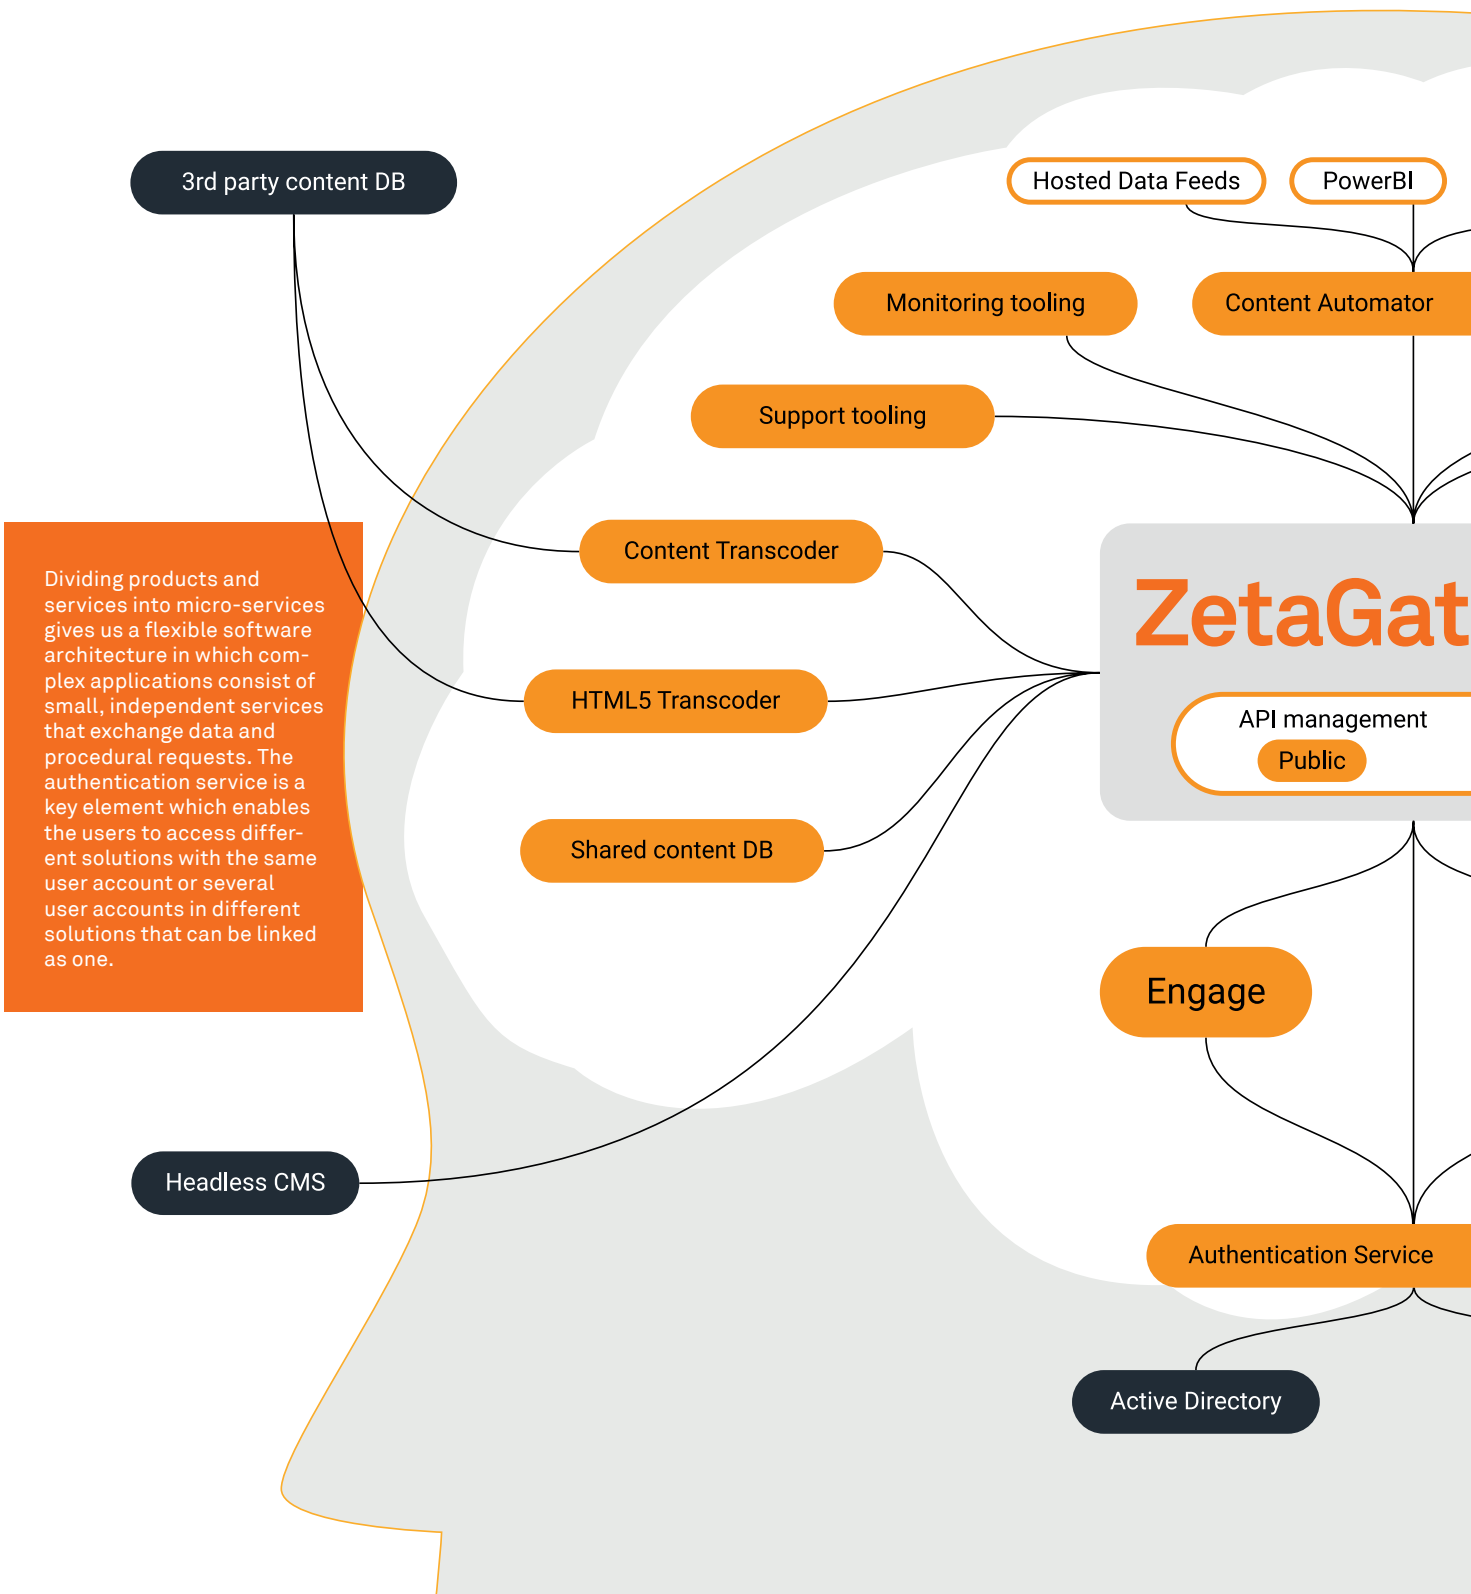 3rd party content DB
Hosted Data Feeds
PowerBI
Monitoring tooling
Content Automator
Support tooling
Content Transcoder
Dividing products and
services into micro-services
gives us a flexible software
architecture in which com-
plex applications consist of
small, independent services
that exchange data and
procedural requests. The
authentication service is a
key element which enables
the users to access differ-
ent solutions with the same
user account or several
user accounts in different
solutions that can be linked
as one.
ZetaGat
HTML5 Transcoder
API management
Public
Shared content DB
Engage
Headless CMS
Authentication Service
Active Directory